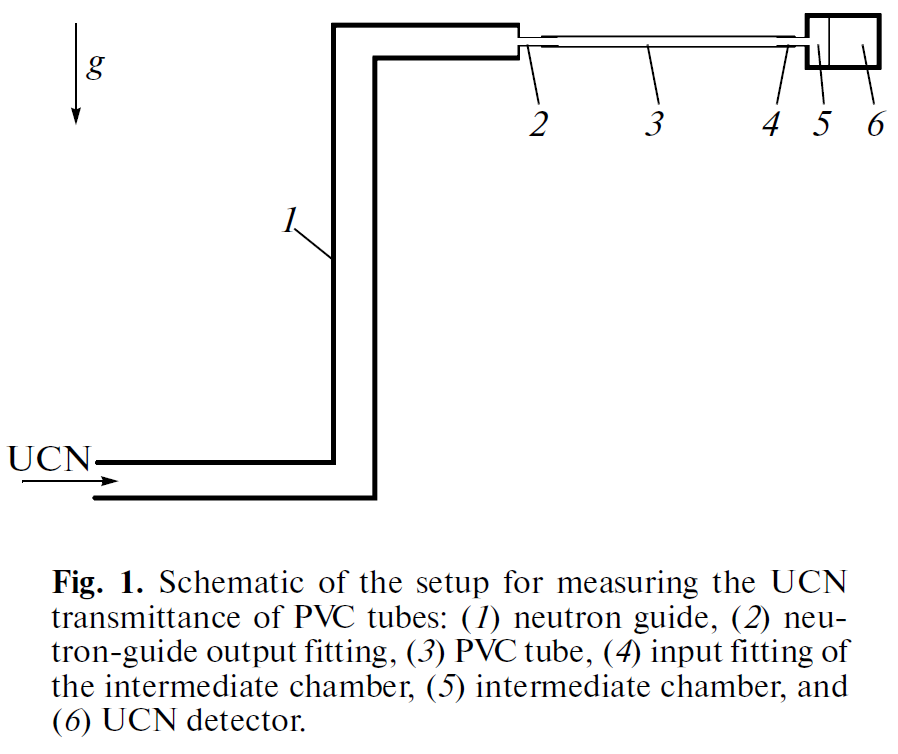 g
1
2 3 4 5 6
UCN
Fig. 1. Schematic of the setup for measuring the UCN
transmittance of PVC tubes: (1) neutron guide, (2) neu-
tron-guide output fitting, (3) PVC tube, (4) input fitting of
the intermediate chamber, (5) intermediate chamber, and
(6) UCN detector.